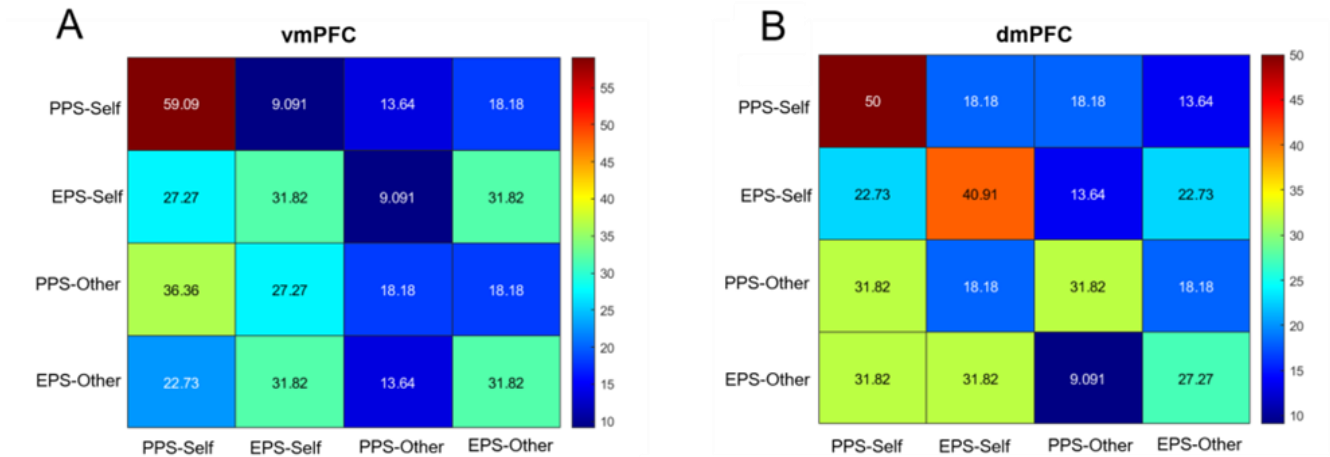 A
vmPFC
PPS-Self 59.09 9.091 13.64 18.18
EPS-Self 27.27 31.82 9.091 31.82
PPS-Other 36.36 27.27 18.18 18.18
EPS-Other 22.73 31.82 13.64 31.82
PPS-Self EPS-Self PPS-Other EPS-Other
55
50
45
40
35
30
25
20
15
10
B
dmPFC
PPS-Self 50 18.18 18.18 13.64
EPS-Self 22.73 40.91 13.64 22.73
PPS-Other 31.82 18.18 31.82 18.18
EPS-Other 31.82 31.82 9.091 27.27
PPS-Self EPS-Self PPS-Other EPS-Other
50
45
40
35
30
25
20
15
10